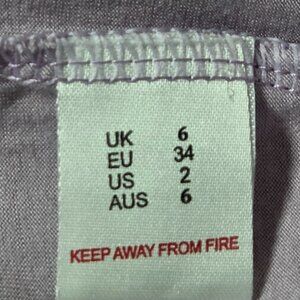 UK 6
EU 34
US 2
AUS 6
KEEP AWAY FROM FIRE